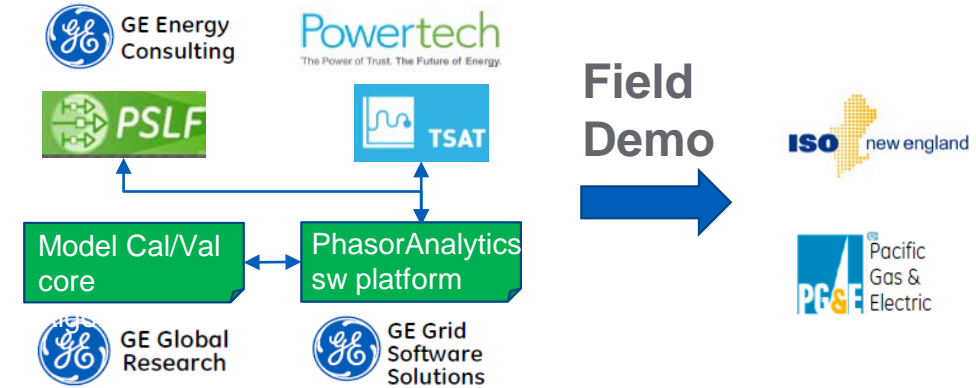 GE Energy
Consulting
Powertech
The Power of Trust. The Future of Energy.
PSLF
TSAT
Field
Demo
ISO new england
Model Cal/Val
core
PhasorAnalytics
sw platform
Pacific
Gas &
PG&E Electric
GE Global
Research
GE Grid
Software
Solutions